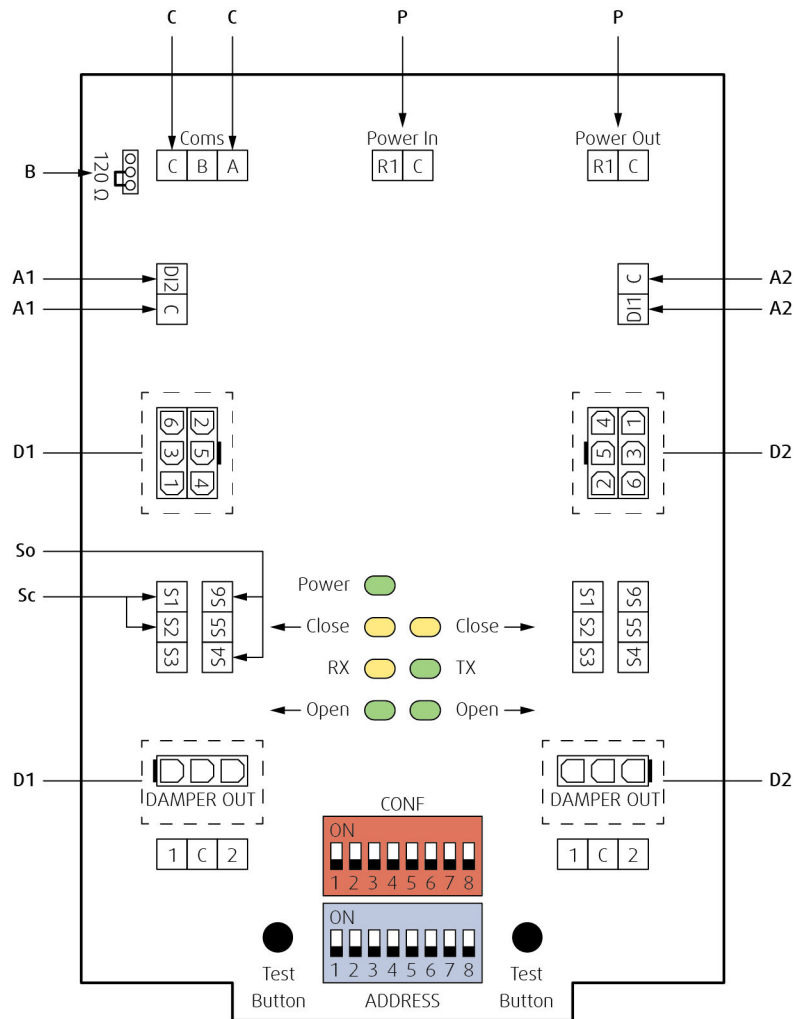 C C P P
Coms Power In Power Out
120 Ω C B A R1 C R1 C
B
A1 DI2 C A2
A1 C DI1 A2
6 2 4 1
D1 3 5 5 3 D2
1 4 2 6
So
Power
Sc S1 S6 S1 S6
S2 S5 Close Close S2 S5
S3 S4 RX TX S3 S4
Open Open
D1 D2
DAMPER OUT DAMPER OUT
CONF
ON
1 C 2 1 C 2
1 2 3 4 5 6 7 8
ON
1 2 3 4 5 6 7 8
Test Test
Button ADDRESS Button